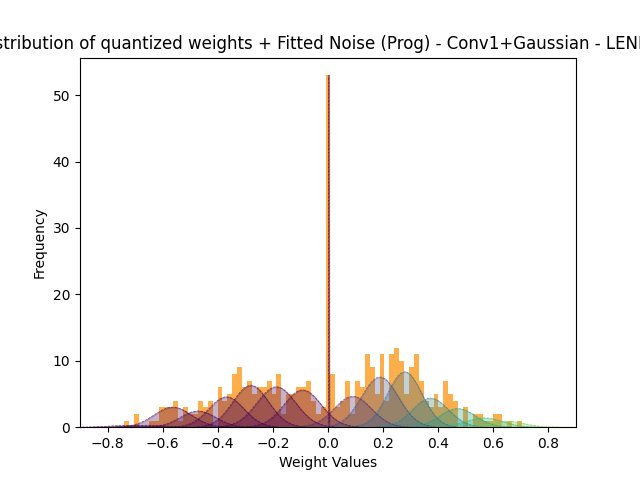 stribution of quantized weights + Fitted Noise (Prog) - Conv1+Gaussian - LEN
50
40
30
20
10
0
Frequency
−0.8 −0.6 −0.4 −0.2 0.0 0.2 0.4 0.6 0.8
Weight Values